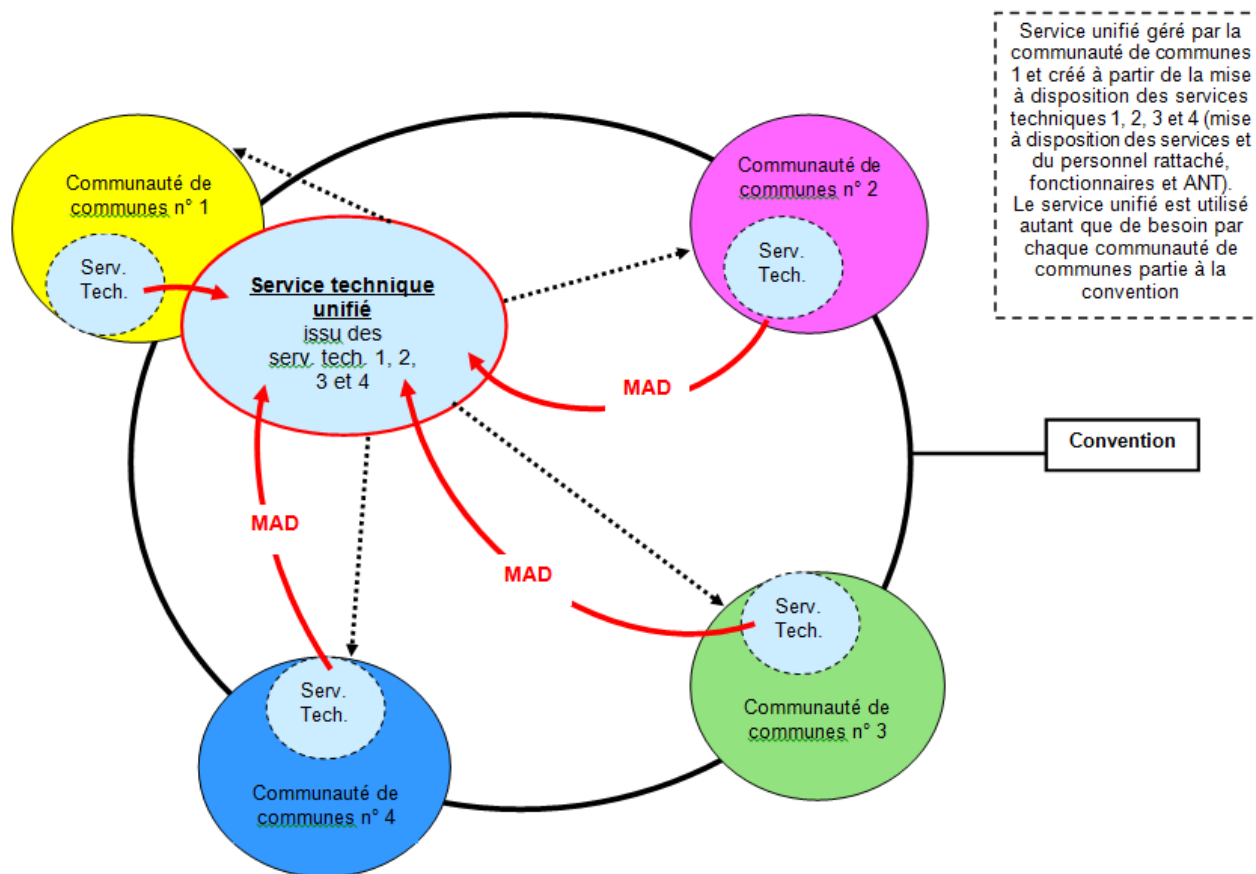 Service unifié géré par la
communauté de communes
1 et créé à partir de la mise
à disposition des services
techniques 1, 2, 3 et 4 (mise
à disposition des services et
du personnel rattaché,
fonctionnaires et ANT).
Le service unifié est utilisé
autant que de besoin par
chaque communauté de
communes partie à la
convention
Communauté de
communes n° 1
Serv.
Tech.
Service technique
unifié
issu des
serv. tech. 1, 2,
3 et 4
Communauté de
communes n° 2
Serv.
Tech.
MAD
Convention
MAD
MAD
Serv.
Tech.
Communauté de
communes n° 3
Serv.
Tech.
Communauté de
communes n° 4